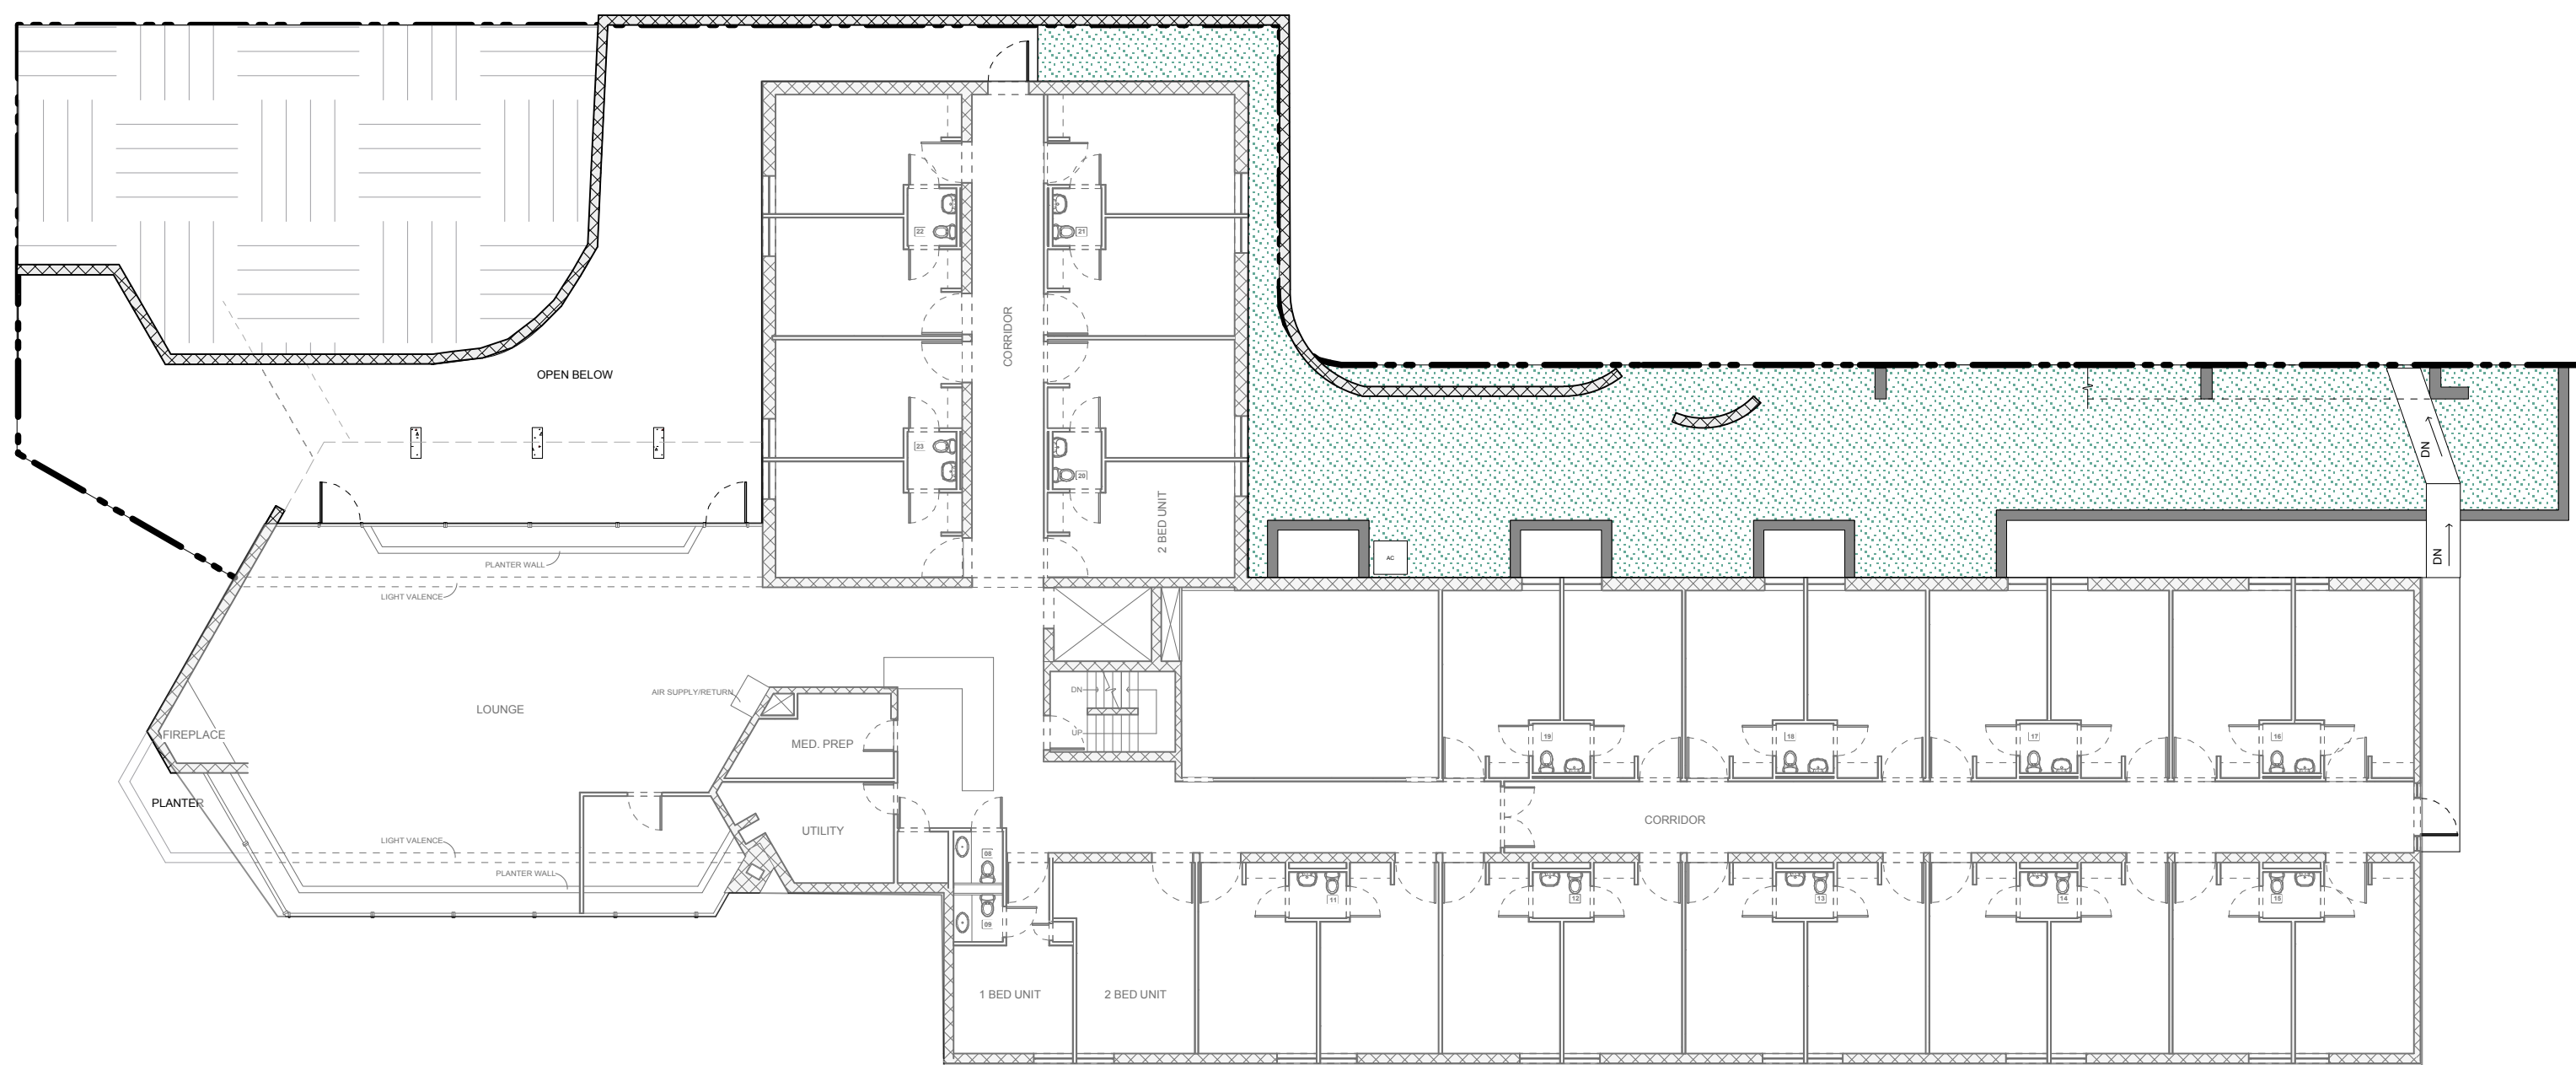 22
21
CORRIDOR
OPEN BELOW
23
20
2 BED UNIT
DN
DN
AC
PLANTER WALL
LIGHT VALENCE
AIR SUPPLY/RETURN
DN
LOUNGE
FIREPLACE
MED. PREP
UP
19
18
17
16
PLANTER
UTILITY
CORRIDOR
LIGHT VALENCE
PLANTER WALL
08
09
11
12
13
14
15
1 BED UNIT
2 BED UNIT